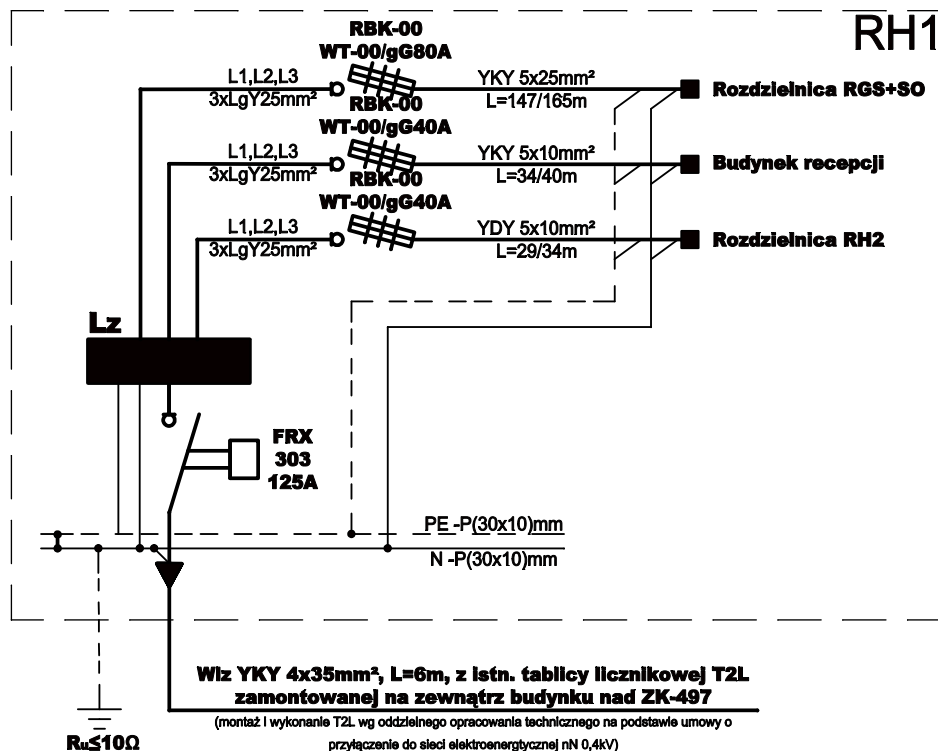 RH1
RBK-00
WT-00/gG80A
L1,L2,L3
3xLgY25mm²
YKY 5x25mm²
L=147/165m
Rozdzielnica RGS+SO
RBK-00
WT-00/gG40A
L1,L2,L3
3xLgY25mm²
YKY 5x10mm²
L=34/40m
Budynek recepcji
RBK-00
WT-00/gG40A
L1,L2,L3
3xLgY25mm²
YDY 5x10mm²
L=29/34m
Rozdzielnica RH2
Lz
FRX
303
125A
PE -P(30x10)mm
N -P(30x10)mm
Wlz YKY 4x35mm², L=6m, z istn. tablicy licznikowej T2L
zamontowanej na zewnątrz budynku nad ZK-497
(montaż i wykonanie T2L wg oddzielnego opracowania technicznego na podstawie umowy o
przyłączenie do sieci elektroenergtycznej nN 0,4kV)
Ru≤10Ω